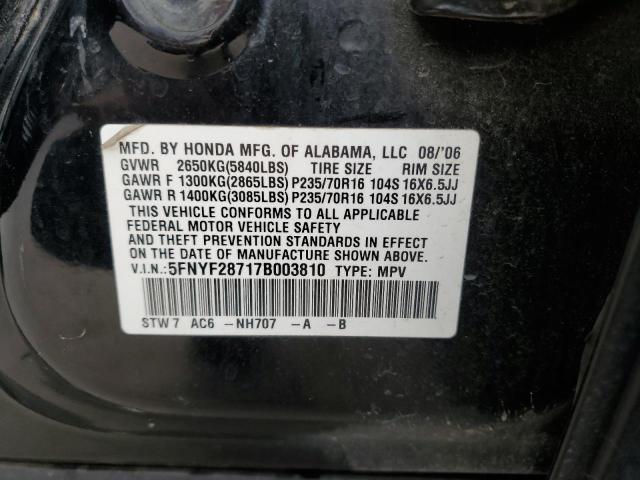 MFD. BY HONDA MFG. OF ALABAMA, LLC 08/'06
GVWR 2650KG(5840LBS) TIRE SIZE RIM SIZE
GAWR F 1300KG(2865LBS) P235/70R16 104S 16X6.5JJ
GAWR R 1400KG(3085LBS) P235/70R16 104S 16X6.5JJ
THIS VEHICLE CONFORMS TO ALL APPLICABLE
FEDERAL MOTOR VEHICLE SAFETY
AND THEFT PREVENTION STANDARDS IN EFFECT
ON THE DATE OF MANUFACTURE SHOWN ABOVE.
V.I.N.:5FNYF28717B003810 TYPE: MPV
STW7 AC6 -NH707 -A -B